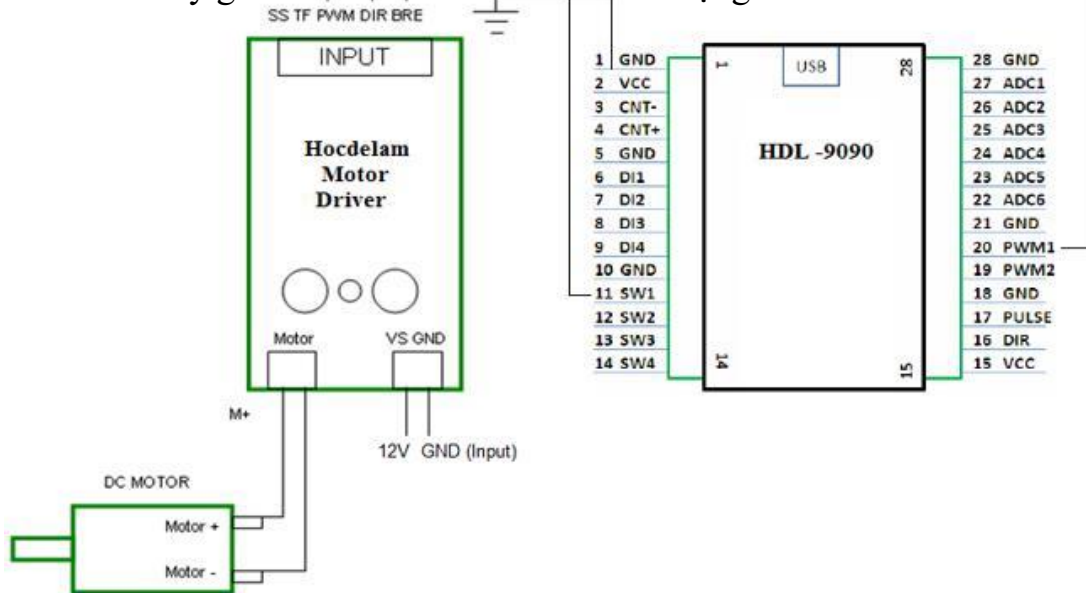 SS TF PWM DIR BRE
INPUT
Hocdelam
Motor
Driver
Motor
VS GND
M+
12V GND (Input)
DC MOTOR
Motor +
Motor -
1 GND
2 VCC
3 CNT-
4 CNT+
5 GND
6 DI1
7 DI2
8 DI3
9 DI4
10 GND
11 SW1
12 SW2
13 SW3
14 SW4
1
USB
28
HDL -9090
14
15
28 GND
27 ADC1
26 ADC2
25 ADC3
24 ADC4
23 ADC5
22 ADC6
21 GND
20 PWM1
19 PWM2
18 GND
17 PULSE
16 DIR
15 VCC